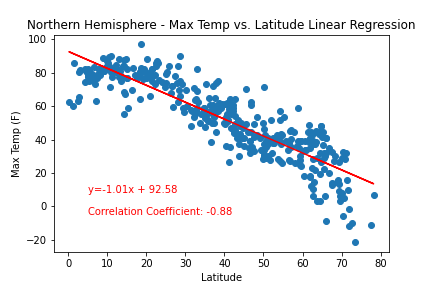 Northern Hemisphere - Max Temp vs. Latitude Linear Regression
100
80
60
40
20
0
−20
Max Temp (F)
y=-1.01x + 92.58
Correlation Coefficient: -0.88
0 10 20 30 40 50 60 70 80
Latitude